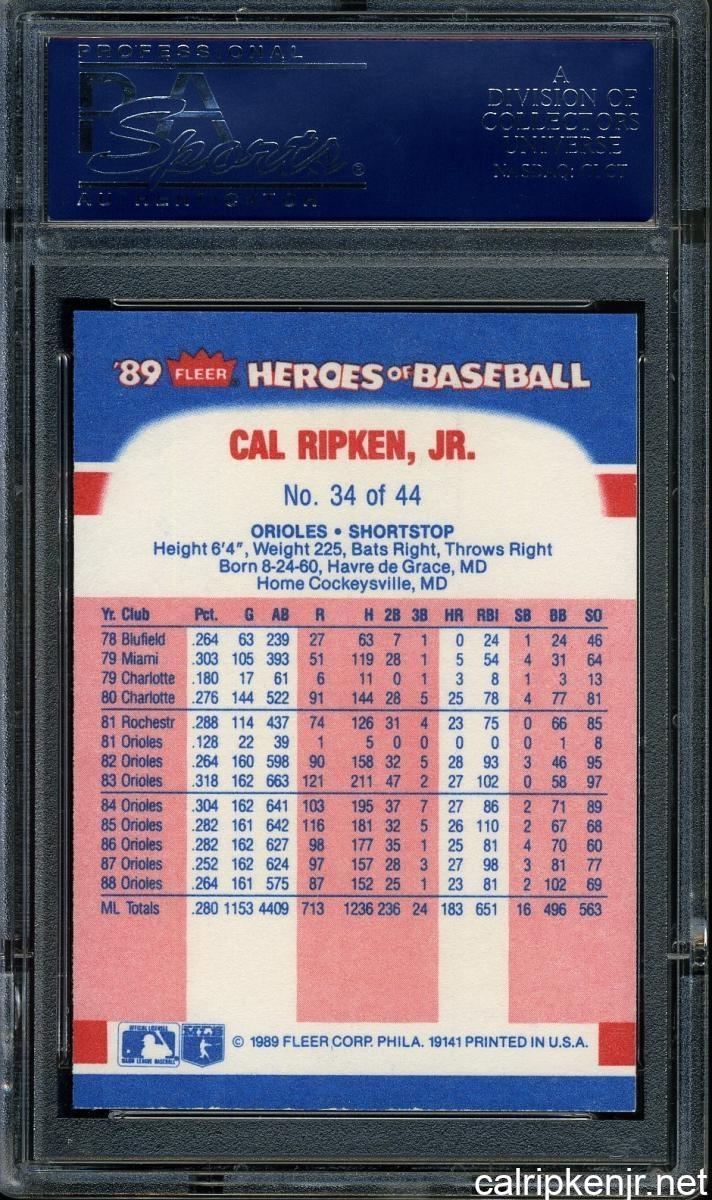 PROFESSIONAL
PSA
Sports®
AUTHENTICATOR
A
DIVISION OF
COLLECTORS
UNIVERSE
NASDAQ: CLCT
'89 FLEER® HEROES OF BASEBALL
CAL RIPKEN, JR.
No. 34 of 44
ORIOLES • SHORTSTOP
Height 6'4", Weight 225, Bats Right, Throws Right
Born 8-24-60, Havre de Grace, MD
Home Cockeysville, MD
Yr. Club Pct. G AB R H 2B 3B HR RBI SB BB SO
78 Blufield .264 63 239 27 63 7 1 0 24 1 24 46
79 Miami .303 105 393 51 119 28 1 5 54 4 31 64
79 Charlotte .180 17 61 6 11 0 1 3 8 1 3 13
80 Charlotte .276 144 522 91 144 28 5 25 78 4 77 81
81 Rochestr .288 114 437 74 126 31 4 23 75 0 66 85
81 Orioles .128 22 39 1 5 0 0 0 0 0 1 8
82 Orioles .264 160 598 90 158 32 5 28 93 3 46 95
83 Orioles .318 162 663 121 211 47 2 27 102 0 58 97
84 Orioles .304 162 641 103 195 37 7 27 86 2 71 89
85 Orioles .282 161 642 116 181 32 5 26 110 2 67 68
86 Orioles .282 162 627 98 177 35 1 25 81 4 70 60
87 Orioles .252 162 624 97 157 28 3 27 98 3 81 77
88 Orioles .264 161 575 87 152 25 1 23 81 2 102 69
ML Totals .280 1153 4409 713 1236 236 24 183 651 16 496 563
OFFICIAL LICENSEE
MAJOR LEAGUE BASEBALL
© 1989 FLEER CORP. PHILA. 19141 PRINTED IN U.S.A.
calripkenjr.net